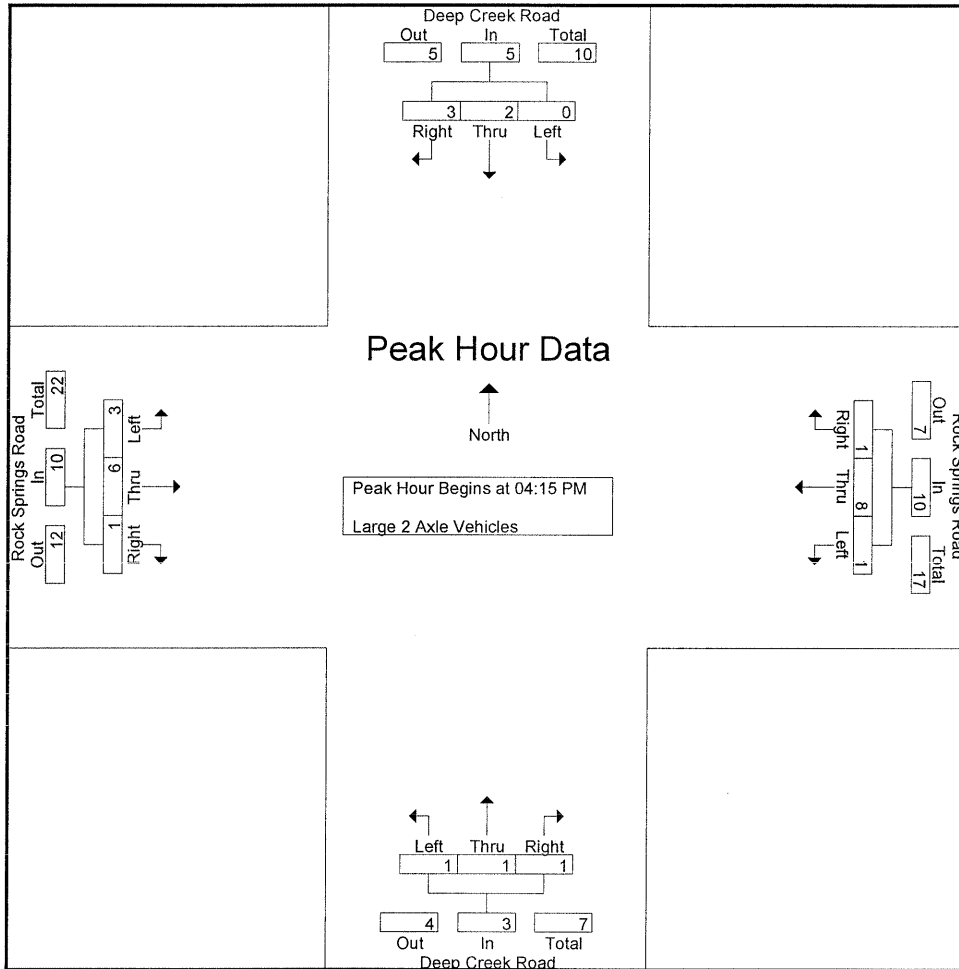 Deep Creek Road
Out In Total
5 5 10
3 2 0
Right Thru Left
Peak Hour Data
North
Peak Hour Begins at 04:15 PM
Large 2 Axle Vehicles
Rock Springs Road
Out In Total
12 10 22
Left Thru Right
3 6 1
Rock Springs Road
Out In Total
7 10 17
Right Thru Left
1 8 1
Left Thru Right
1 1 1
4 3 7
Out In Total
Deep Creek Road